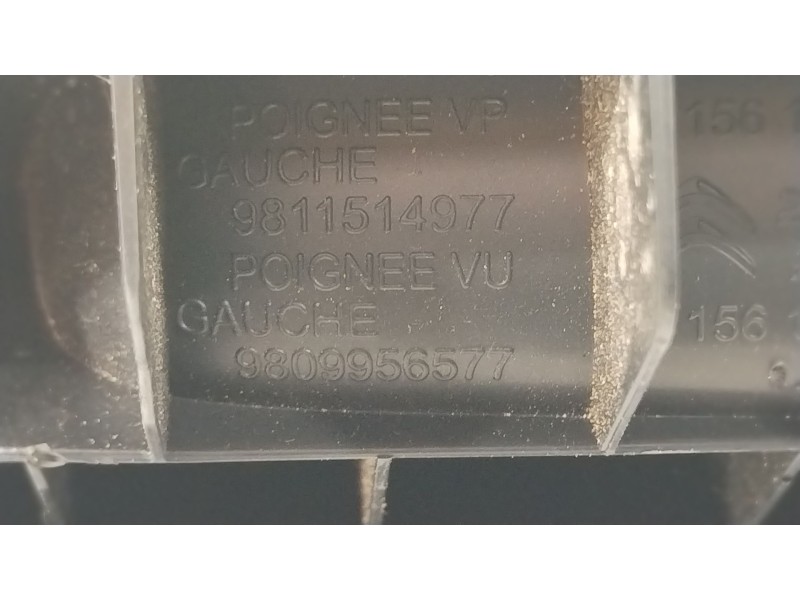 POIGNEE VP
GAUCHE
9811514977
POIGNEE VU
GAUCHE
9809956577
156
156